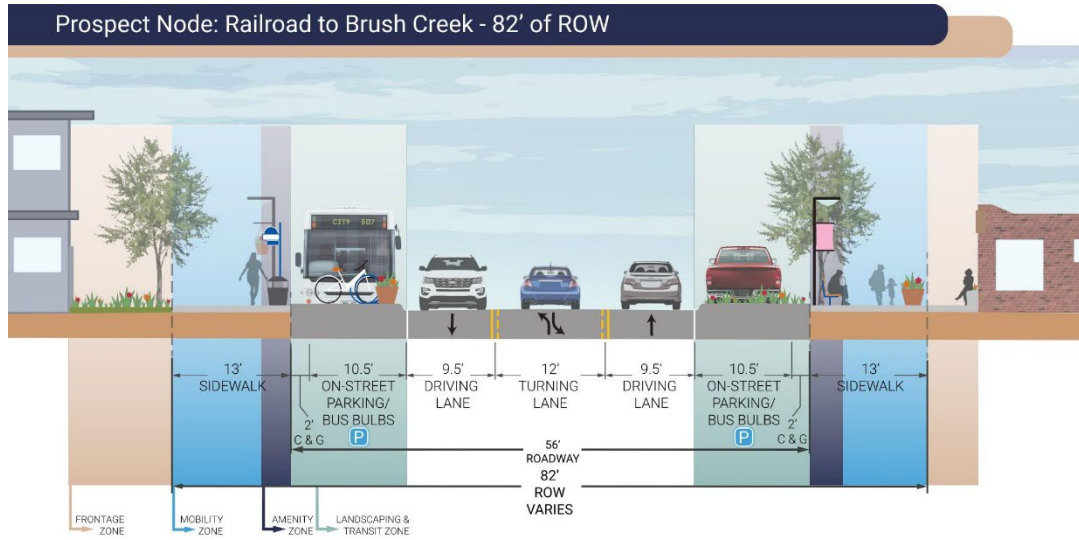 Prospect Node: Railroad to Brush Creek - 82' of ROW
CITY 507
13'
SIDEWALK
2'
C & G
10.5'
ON-STREET
PARKING/
BUS BULBS
P
9.5'
DRIVING
LANE
12'
TURNING
LANE
9.5'
DRIVING
LANE
10.5'
ON-STREET
PARKING/
BUS BULBS
P
2'
C & G
13'
SIDEWALK
56'
ROADWAY
82'
ROW
VARIES
FRONTAGE
ZONE
MOBILITY
ZONE
AMENITY
ZONE
LANDSCAPING &
TRANSIT ZONE